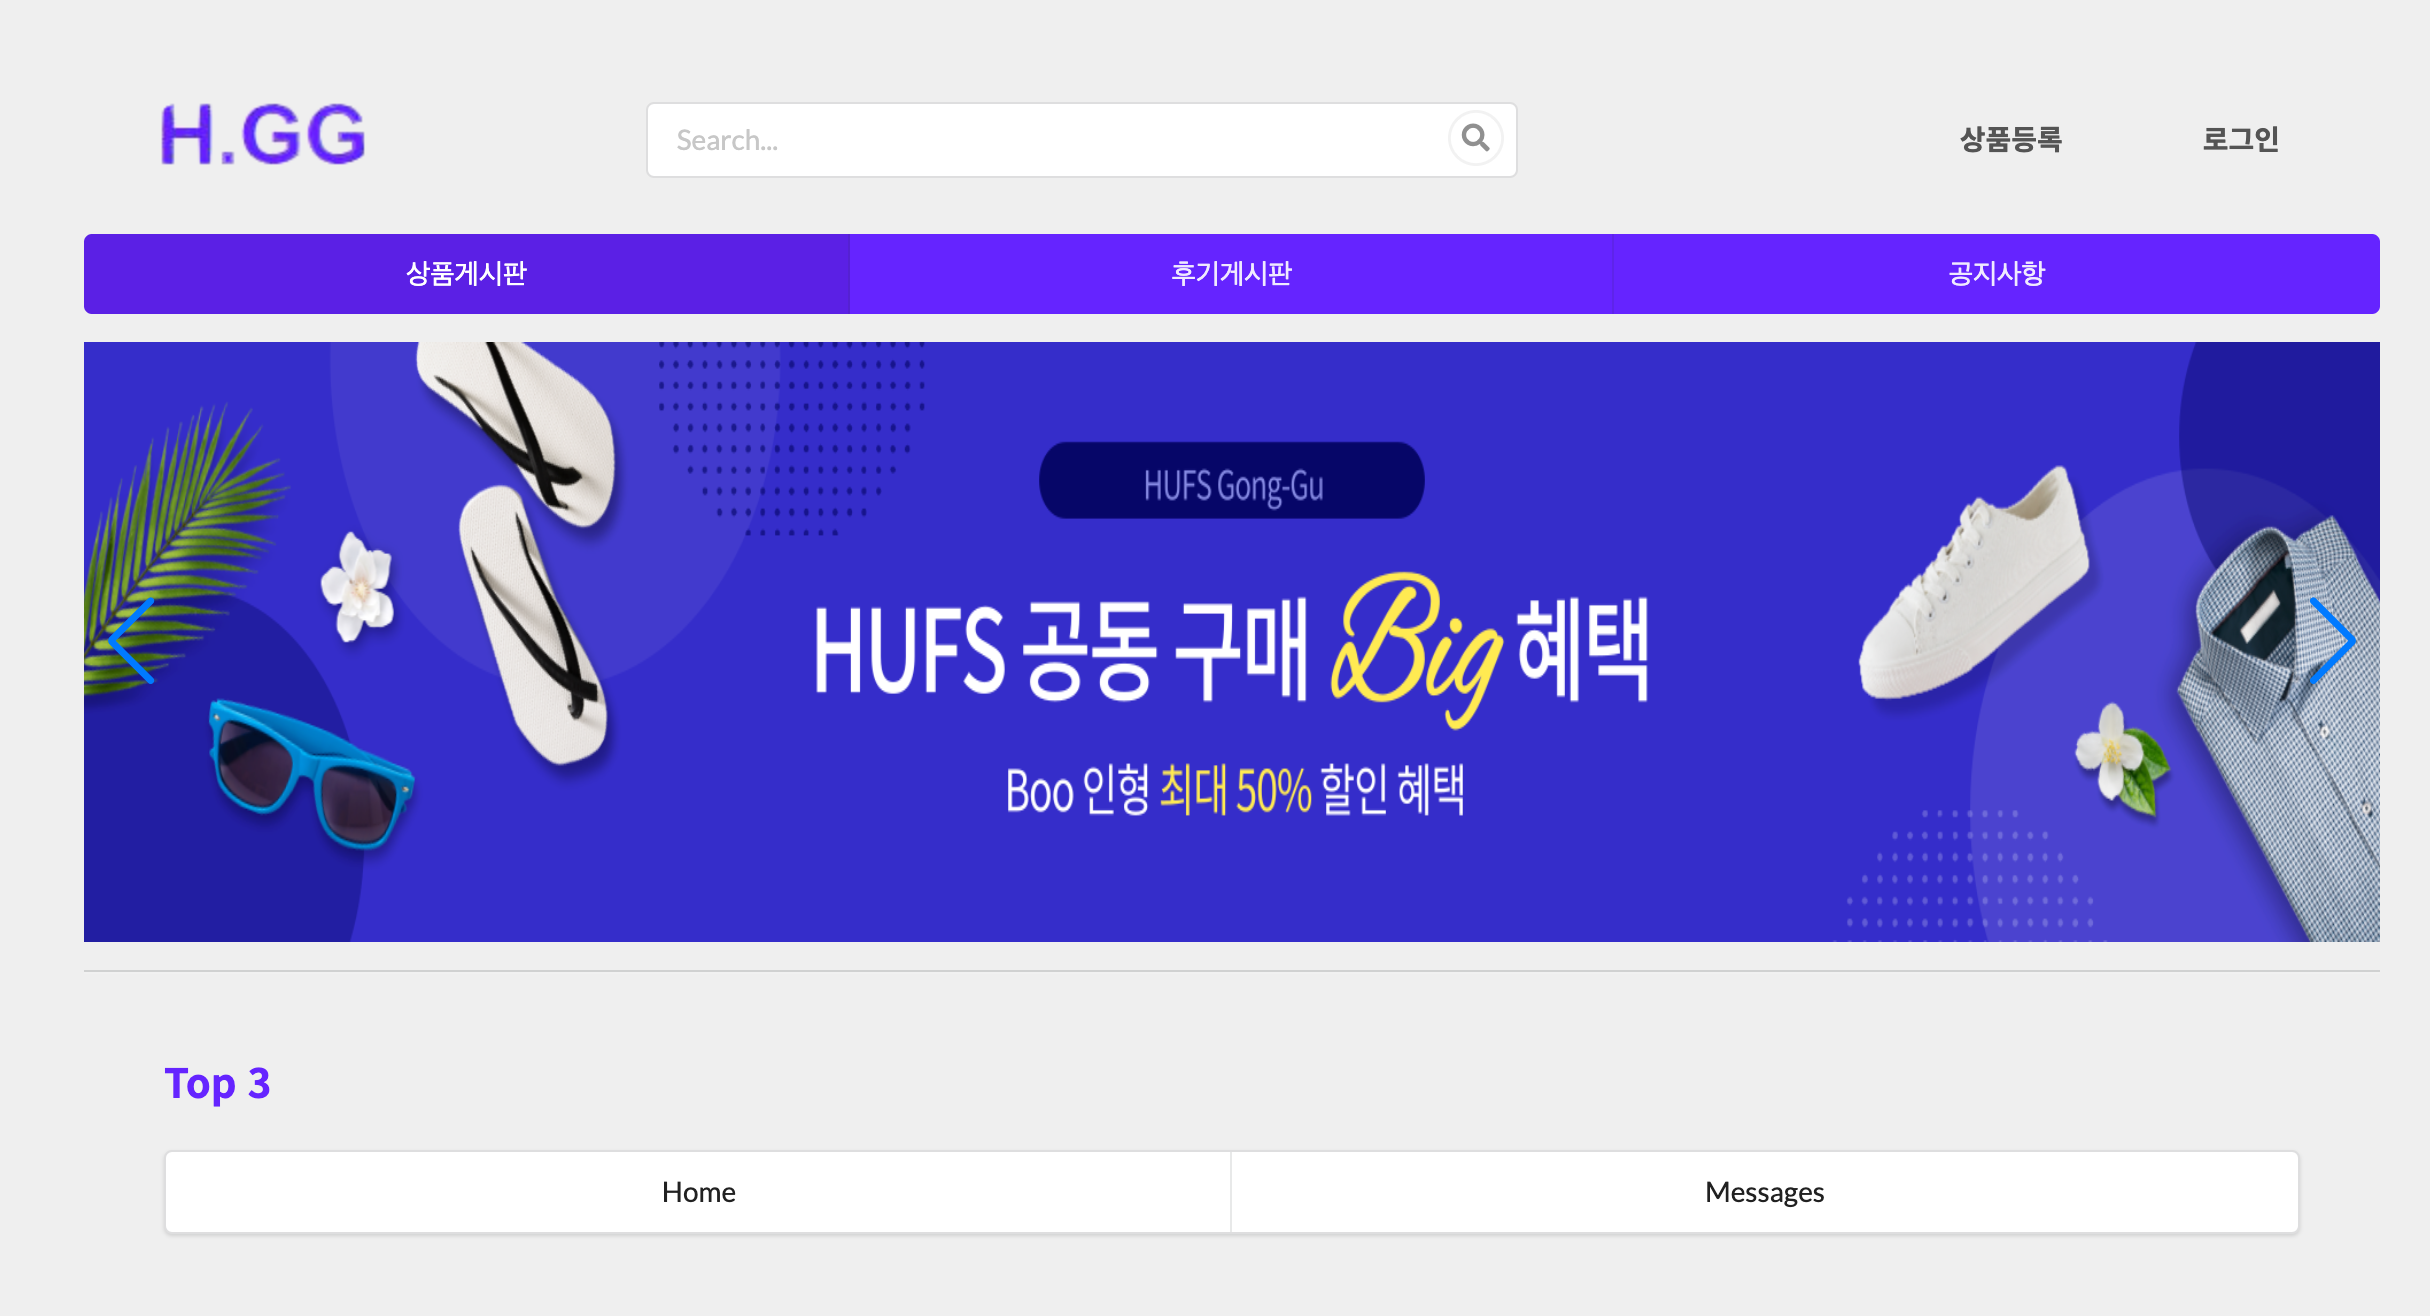 H.GG
Search...
상품등록
로그인
상품게시판
후기게시판
공지사항
HUFS Gong-Gu
HUFS 공동 구매 Big 혜택
Boo 인형 최대 50% 할인 혜택
Top 3
Home
Messages